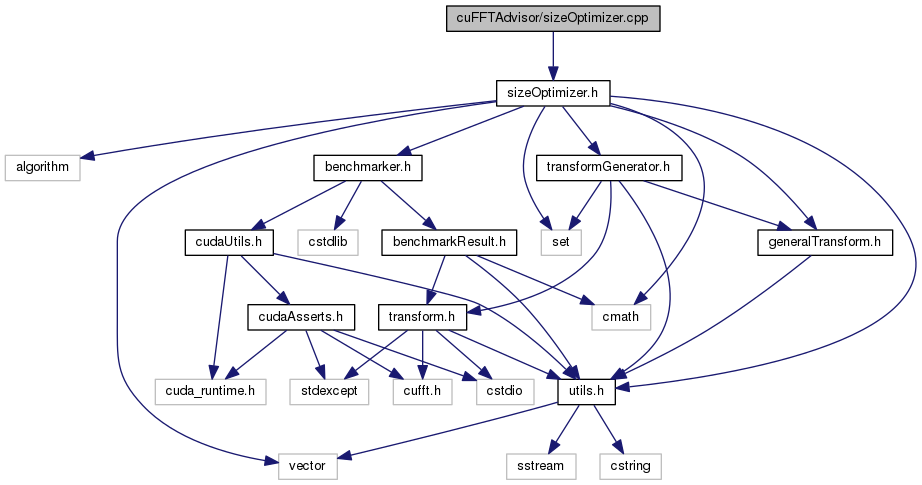 cuFFTAdvisor/sizeOptimizer.cpp
sizeOptimizer.h
algorithm
benchmarker.h
transformGenerator.h
cudaUtils.h
cstdlib
benchmarkResult.h
set
generalTransform.h
cudaAsserts.h
transform.h
cmath
cuda_runtime.h
stdexcept
cufft.h
cstdio
utils.h
vector
sstream
cstring